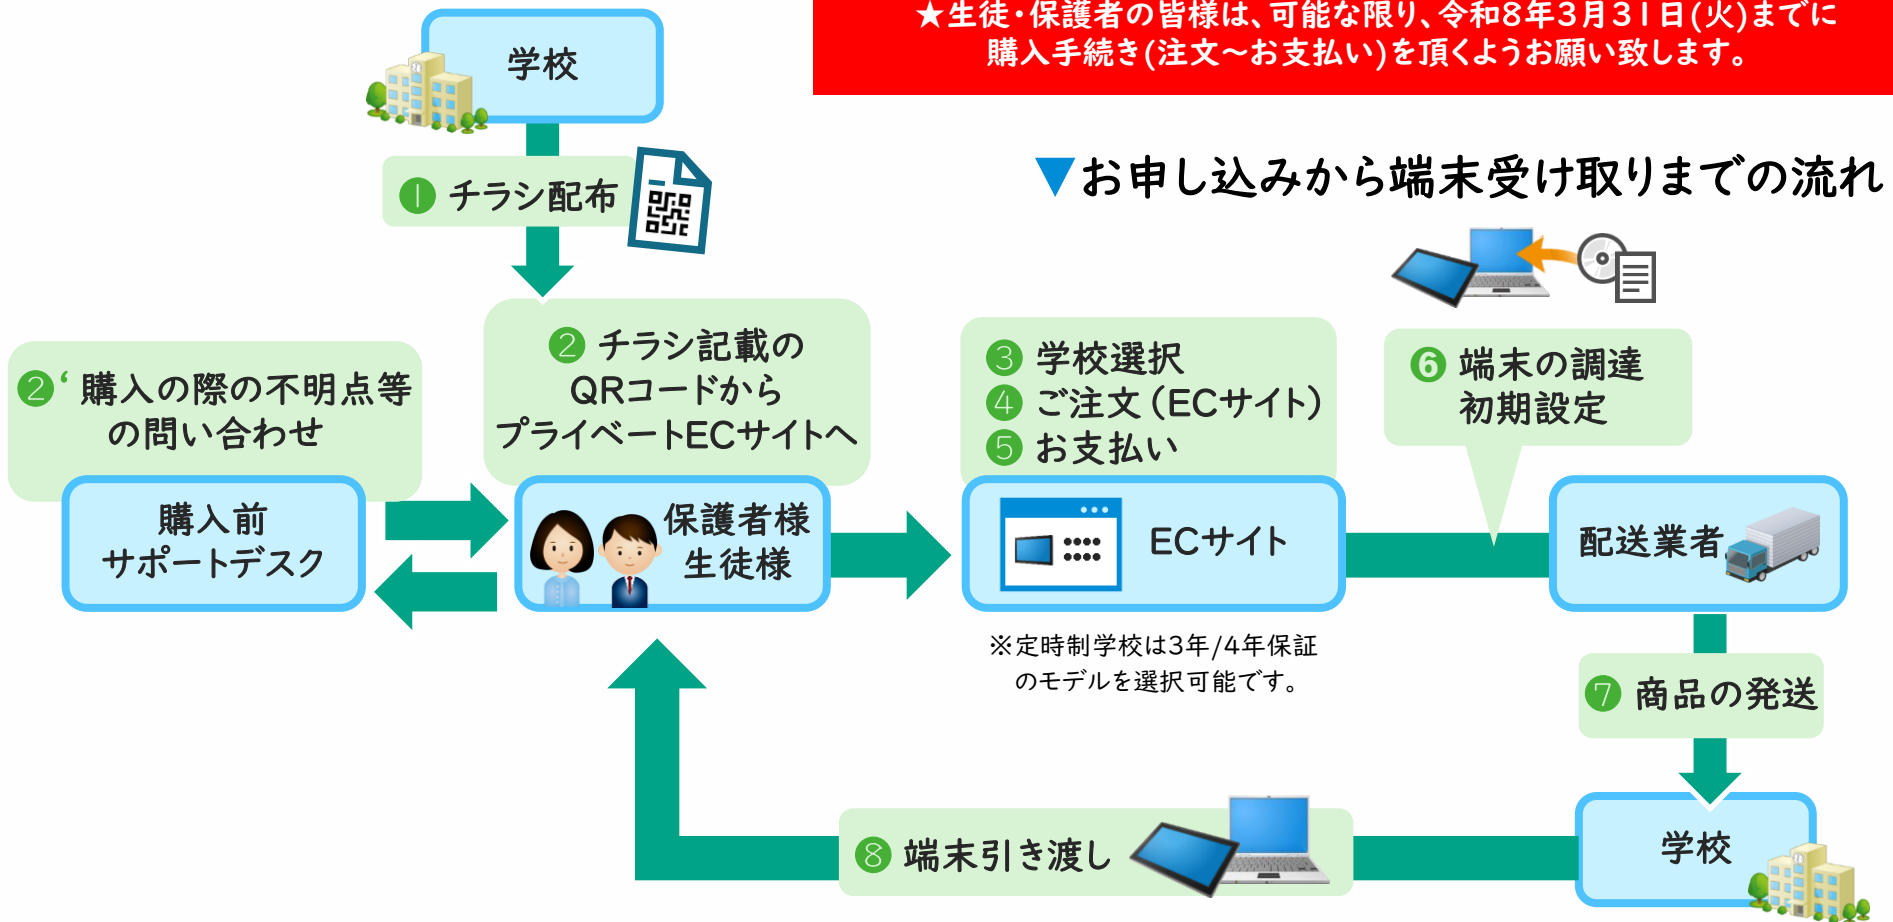 ★生徒・保護者の皆様は、可能な限り、令和8年3月31日(火)までに
購入手続き(注文～お支払い)を頂くようお願い致します。
▼お申し込みから端末受け取りまでの流れ
学校
❶ チラシ配布
❷ チラシ記載の
QRコードから
プライベートECサイトへ
❷‘ 購入の際の不明点等
の問い合わせ
❸ 学校選択
❹ ご注文（ECサイト）
❺ お支払い
❻ 端末の調達
初期設定
購入前
サポートデスク
保護者様
生徒様
ECサイト
配送業者
※定時制学校は3年/4年保証
のモデルを選択可能です。
❼ 商品の発送
❽ 端末引き渡し
学校